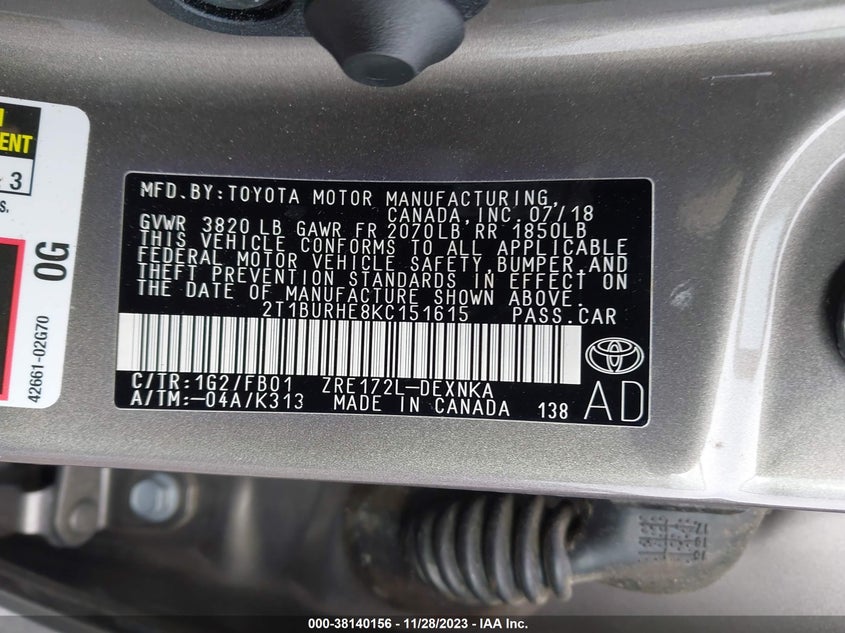 ENT
3
s.
OG
42661-02G70
MFD.BY:TOYOTA MOTOR MANUFACTURING,
CANADA, INC. 07/18
GVWR 3820 LB GAWR FR 2070LB, RR 1850LB
THIS VEHICLE CONFORMS TO ALL APPLICABLE
FEDERAL MOTOR VEHICLE SAFETY, BUMPER, AND
THEFT PREVENTION STANDARDS IN EFFECT ON
THE DATE OF MANUFACTURE SHOWN ABOVE.
2T1BURHE8KC151615 PASS.CAR
C/TR:1G2/FB01 ZRE172L-DEXNKA
A/TM:-04A/K313 MADE IN CANADA 138
AD
000-38140156 - 11/28/2023 - IAA Inc.